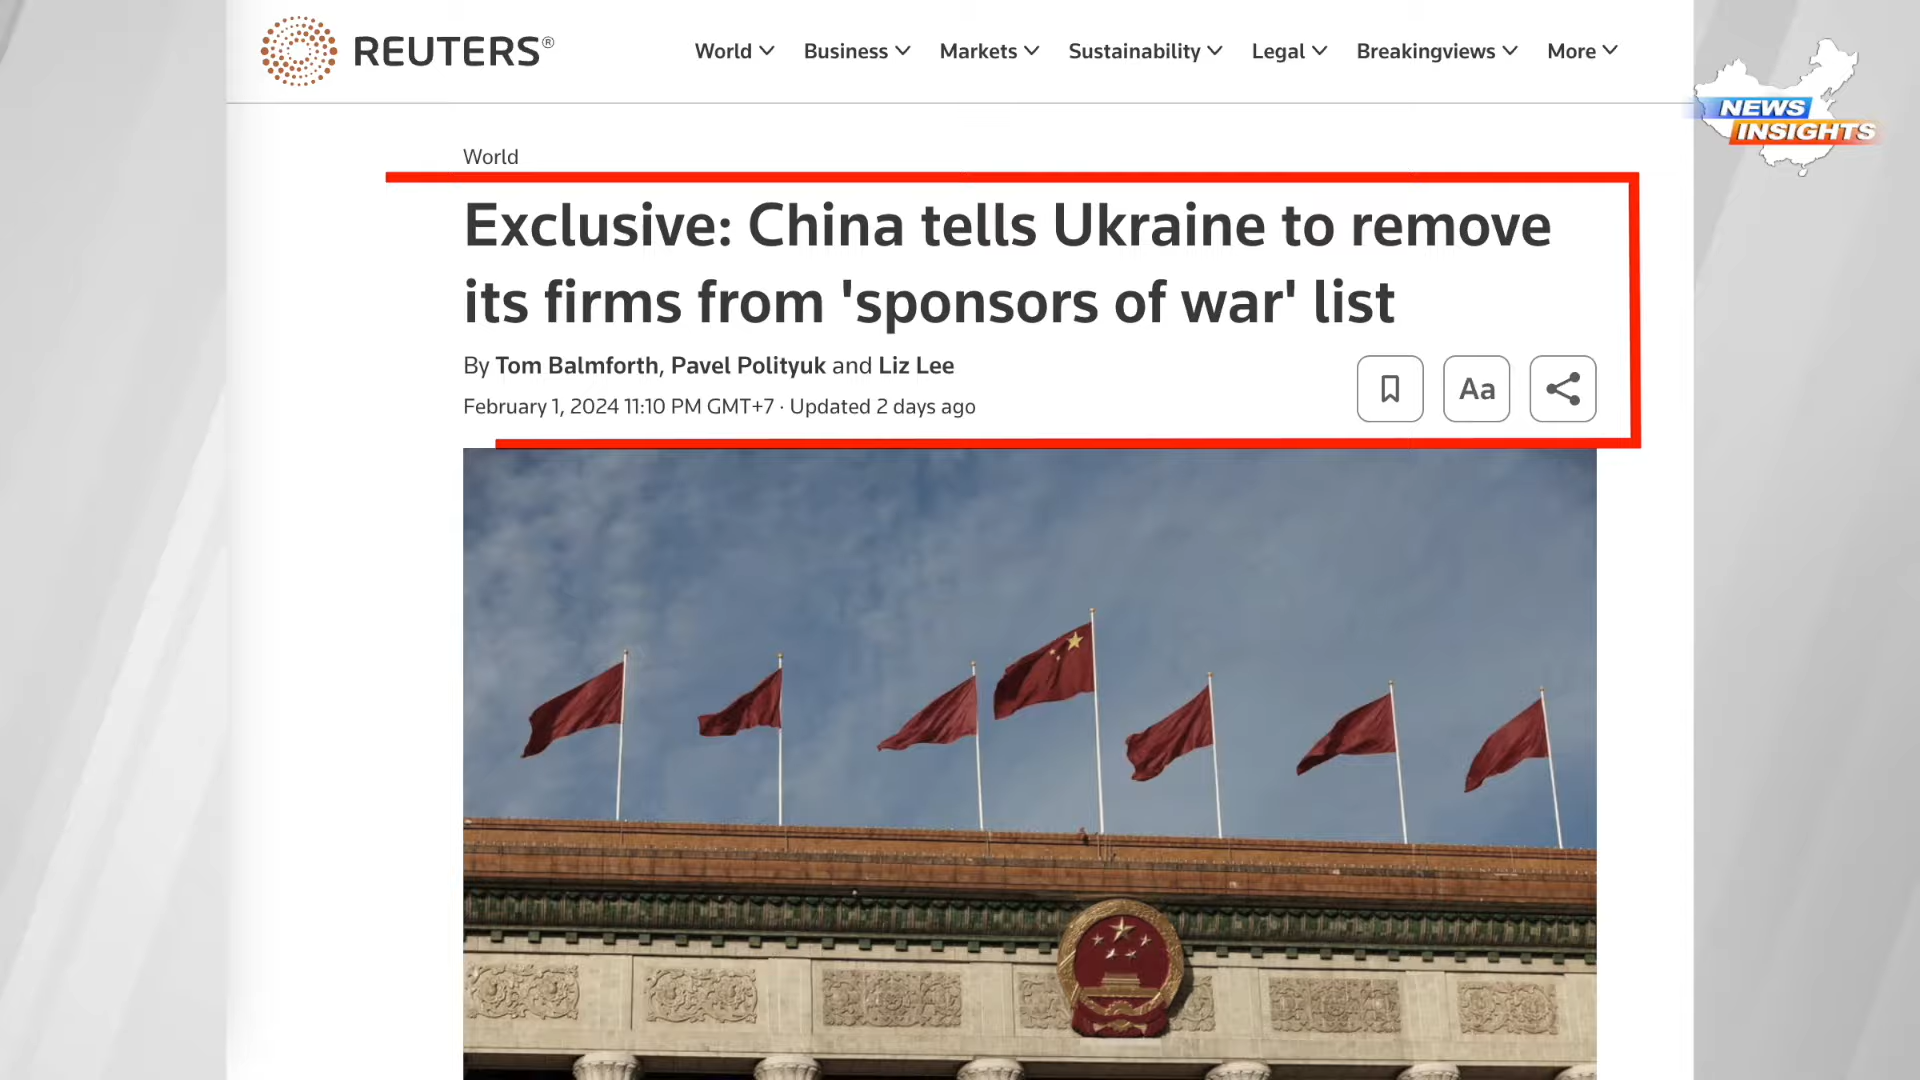 REUTERS®
World Business Markets Sustainability Legal Breakingviews More
NEWS
INSIGHTS
World
Exclusive: China tells Ukraine to remove
its firms from 'sponsors of war' list
By Tom Balmforth, Pavel Polityuk and Liz Lee
February 1, 2024 11:10 PM GMT+7 · Updated 2 days ago
Aa